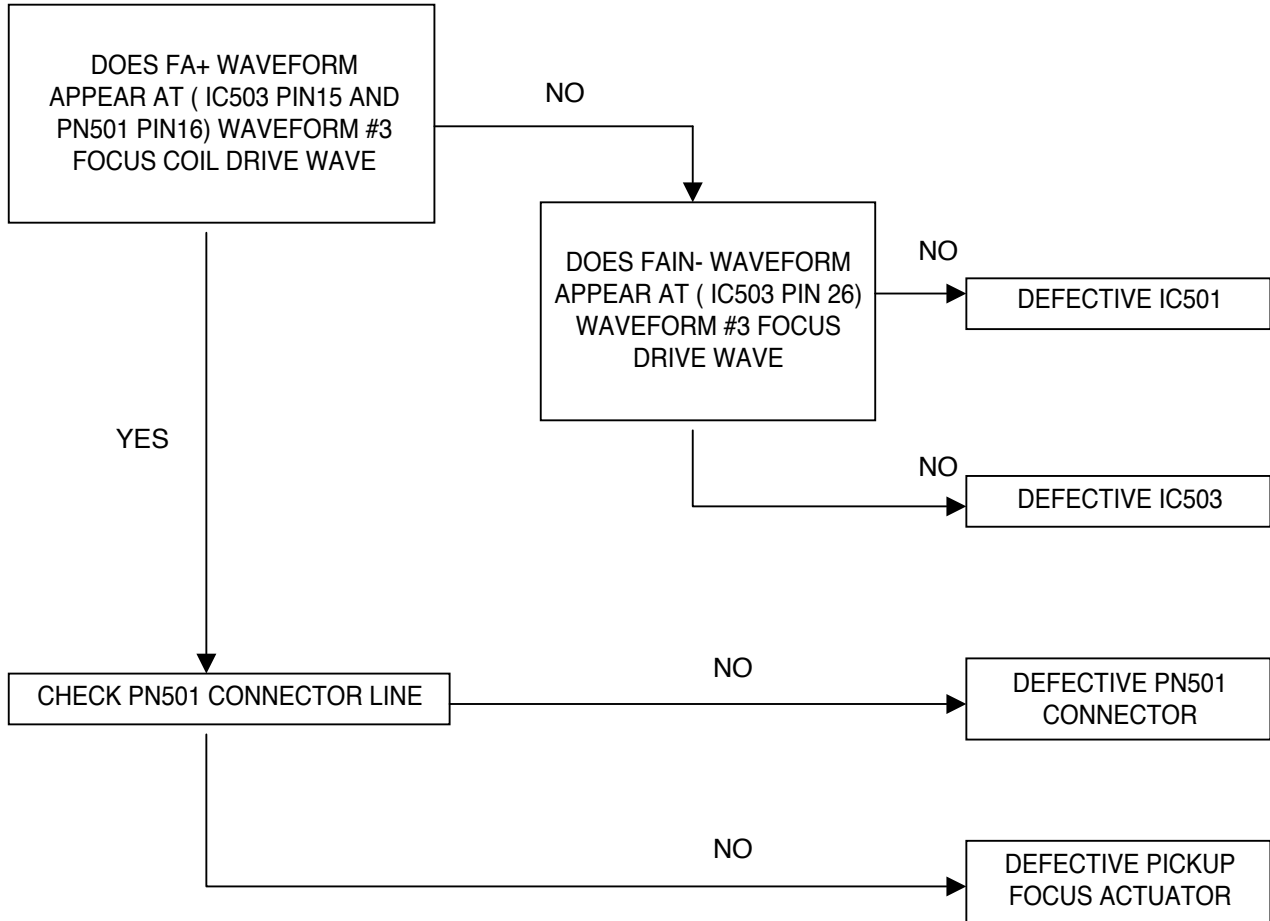 DOES FA+ WAVEFORM
APPEAR AT ( IC503 PIN15 AND
PN501 PIN16) WAVEFORM #3
FOCUS COIL DRIVE WAVE
NO
DOES FAIN- WAVEFORM
APPEAR AT ( IC503 PIN 26)
WAVEFORM #3 FOCUS
DRIVE WAVE
NO
DEFECTIVE IC501
NO
DEFECTIVE IC503
YES
CHECK PN501 CONNECTOR LINE
NO
DEFECTIVE PN501
CONNECTOR
NO
DEFECTIVE PICKUP
FOCUS ACTUATOR